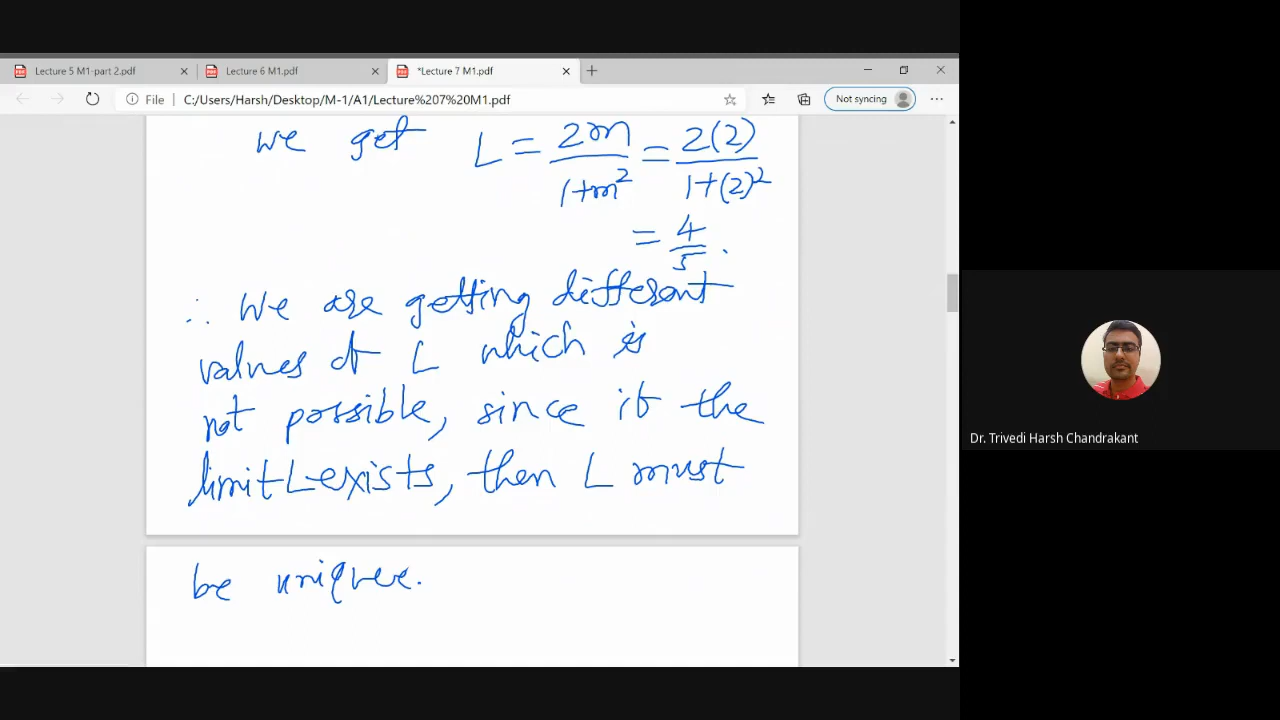 Lecture 5 M1-part 2.pdf
Lecture 6 M1.pdf
*Lecture 7 M1.pdf
File
C:/Users/Harsh/Desktop/M-1/A1/Lecture%207%20M1.pdf
Not syncing
we get L = 2m/1+m² = 2(2)/1+(2)²
= 4/5.
∴ We are getting different
values of L which is
not possible, since if the
limit L exists, then L must
be unique.
Dr. Trivedi Harsh Chandrakant